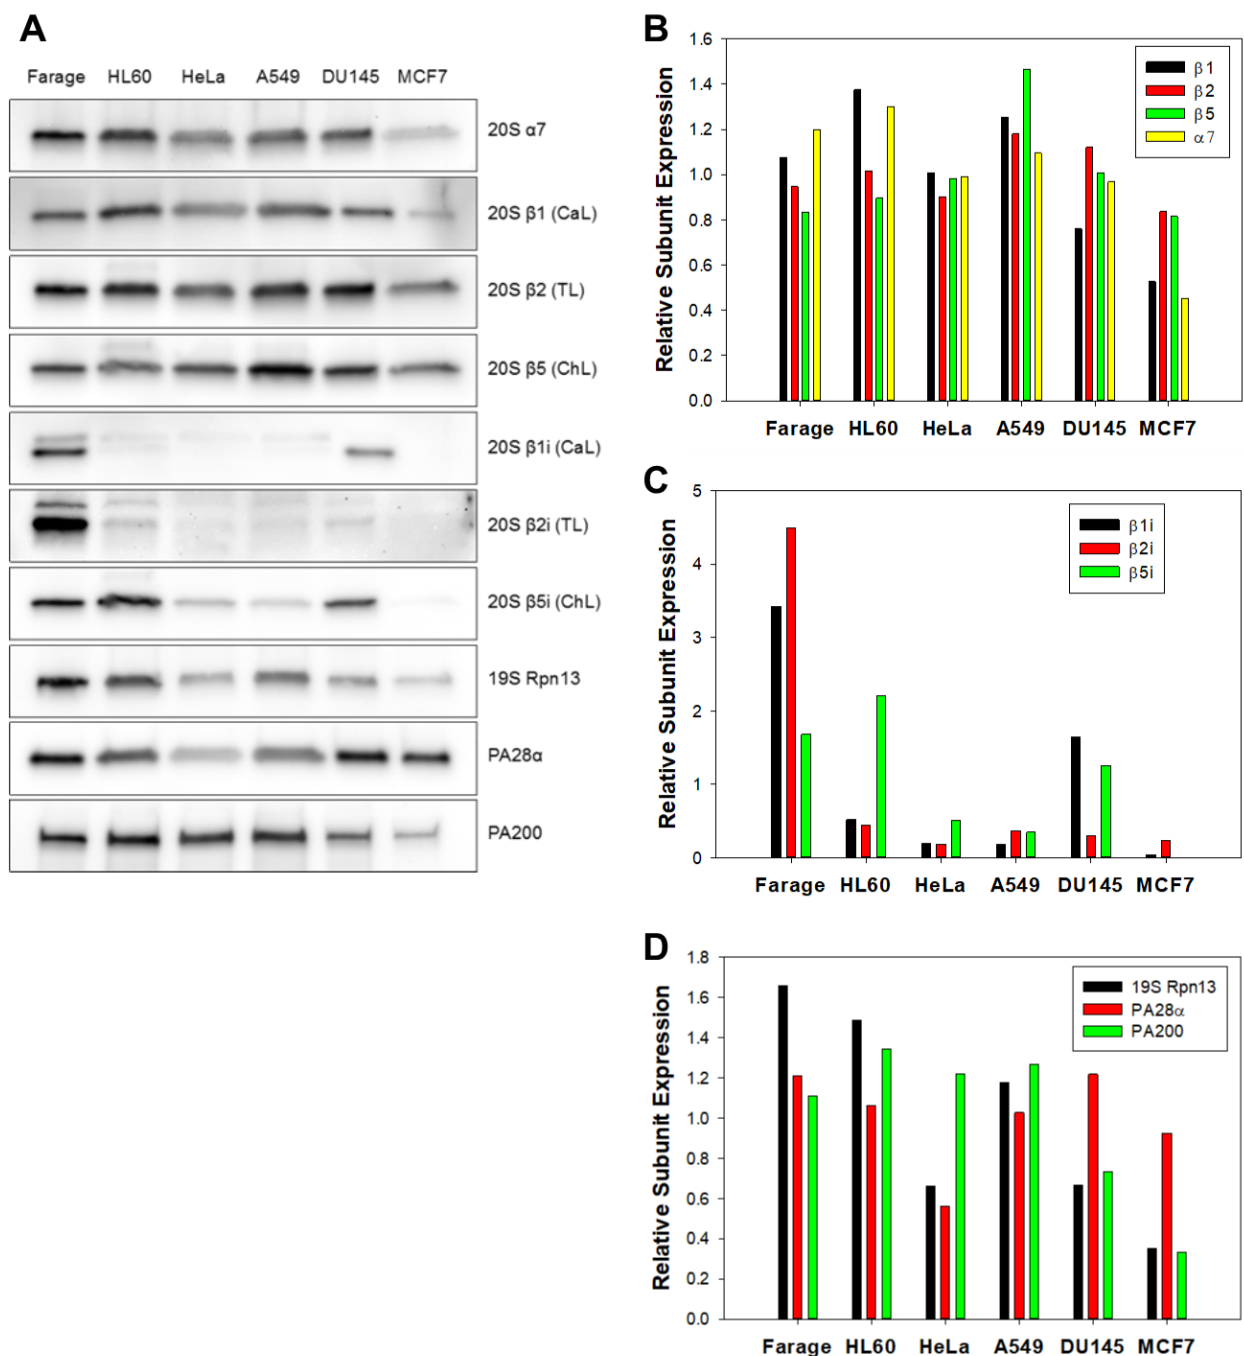 A
Farage HL60 HeLa A549 DU145 MCF7
20S α7
20S β1 (CaL)
20S β2 (TL)
20S β5 (ChL)
20S β1i (CaL)
20S β2i (TL)
20S β5i (ChL)
19S Rpn13
PA28α
PA200
B
Relative Subunit Expression
1.6
1.4
1.2
1.0
0.8
0.6
0.4
0.2
0.0
β1
β2
β5
α7
Farage HL60 HeLa A549 DU145 MCF7
C
Relative Subunit Expression
5
4
3
2
1
0
β1i
β2i
β5i
Farage HL60 HeLa A549 DU145 MCF7
D
Relative Subunit Expression
1.8
1.6
1.4
1.2
1.0
0.8
0.6
0.4
0.2
0.0
19S Rpn13
PA28α
PA200
Farage HL60 HeLa A549 DU145 MCF7